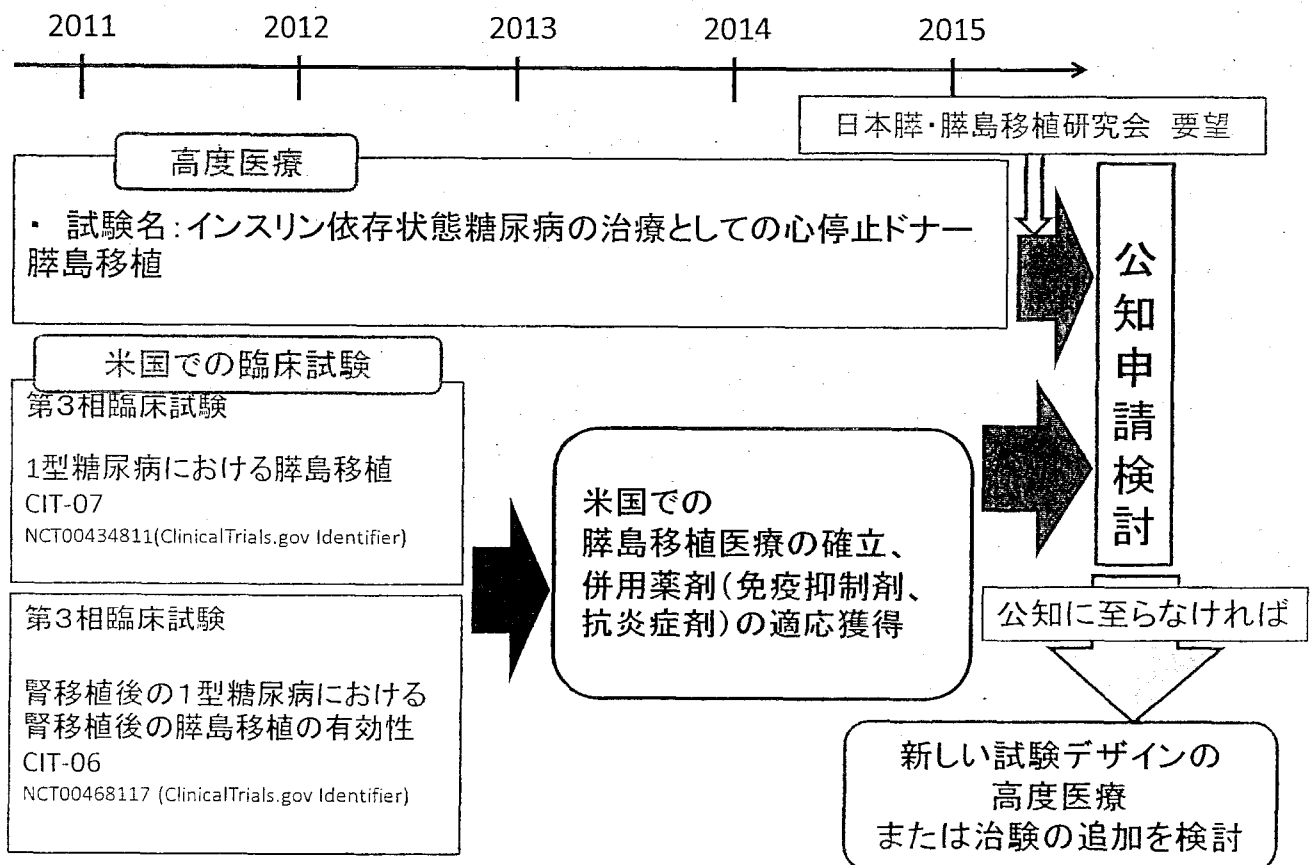 2011 2012 2013 2014 2015
日本膵・膵島移植研究会 要望
高度医療
・ 試験名：インスリン依存状態糖尿病の治療としての心停止ドナー
膵島移植
公知申請検討
米国での臨床試験
第3相臨床試験
1型糖尿病における膵島移植
CIT-07
NCT00434811(ClinicalTrials.gov Identifier)
第3相臨床試験
腎移植後の1型糖尿病における
腎移植後の膵島移植の有効性
CIT-06
NCT00468117 (ClinicalTrials.gov Identifier)
米国での
膵島移植医療の確立、
併用薬剤（免疫抑制剤、
抗炎症剤）の適応獲得
公知に至らなければ
新しい試験デザインの
高度医療
または治験の追加を検討